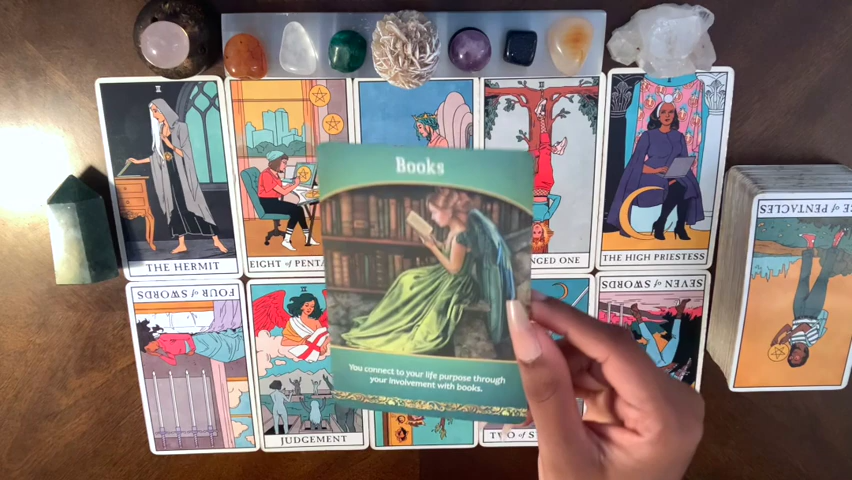 Books
THE HERMIT
EIGHT of PENTA
NGED ONE
THE HIGH PRIESTESS
CE of PENTACLES
FOUR of SWORDS
SEVEN of SWORDS
You connect to your life purpose through
your involvement with books.
JUDGEMENT
TWO of S